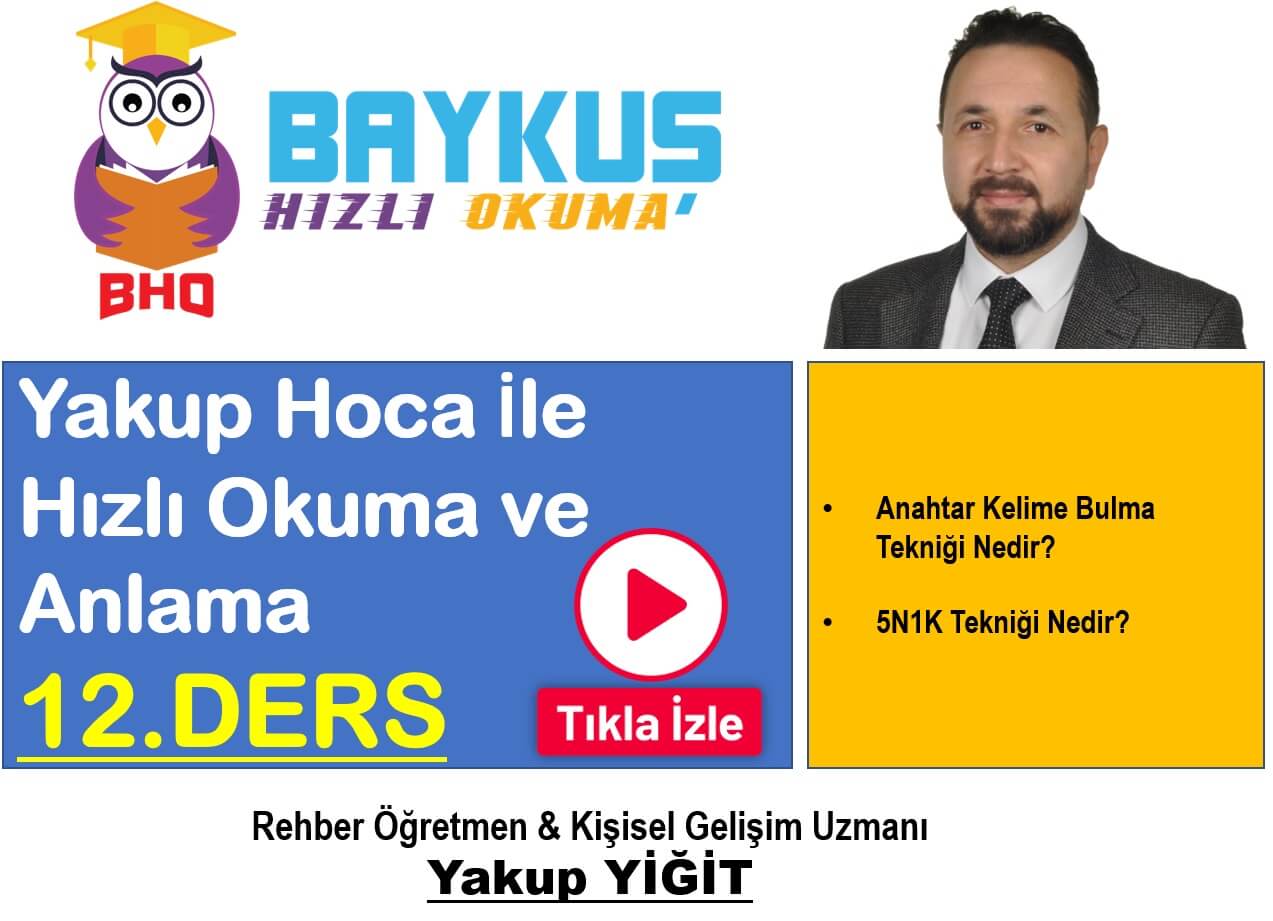 BAYKUS
HIZLI OKUMA'
BHO
Yakup Hoca İle
Hızlı Okuma ve
Anlama
12.DERS
Tıkla İzle
• Anahtar Kelime Bulma
Tekniği Nedir?
• 5N1K Tekniği Nedir?
Rehber Öğretmen & Kişisel Gelişim Uzmanı
Yakup YİĞİT